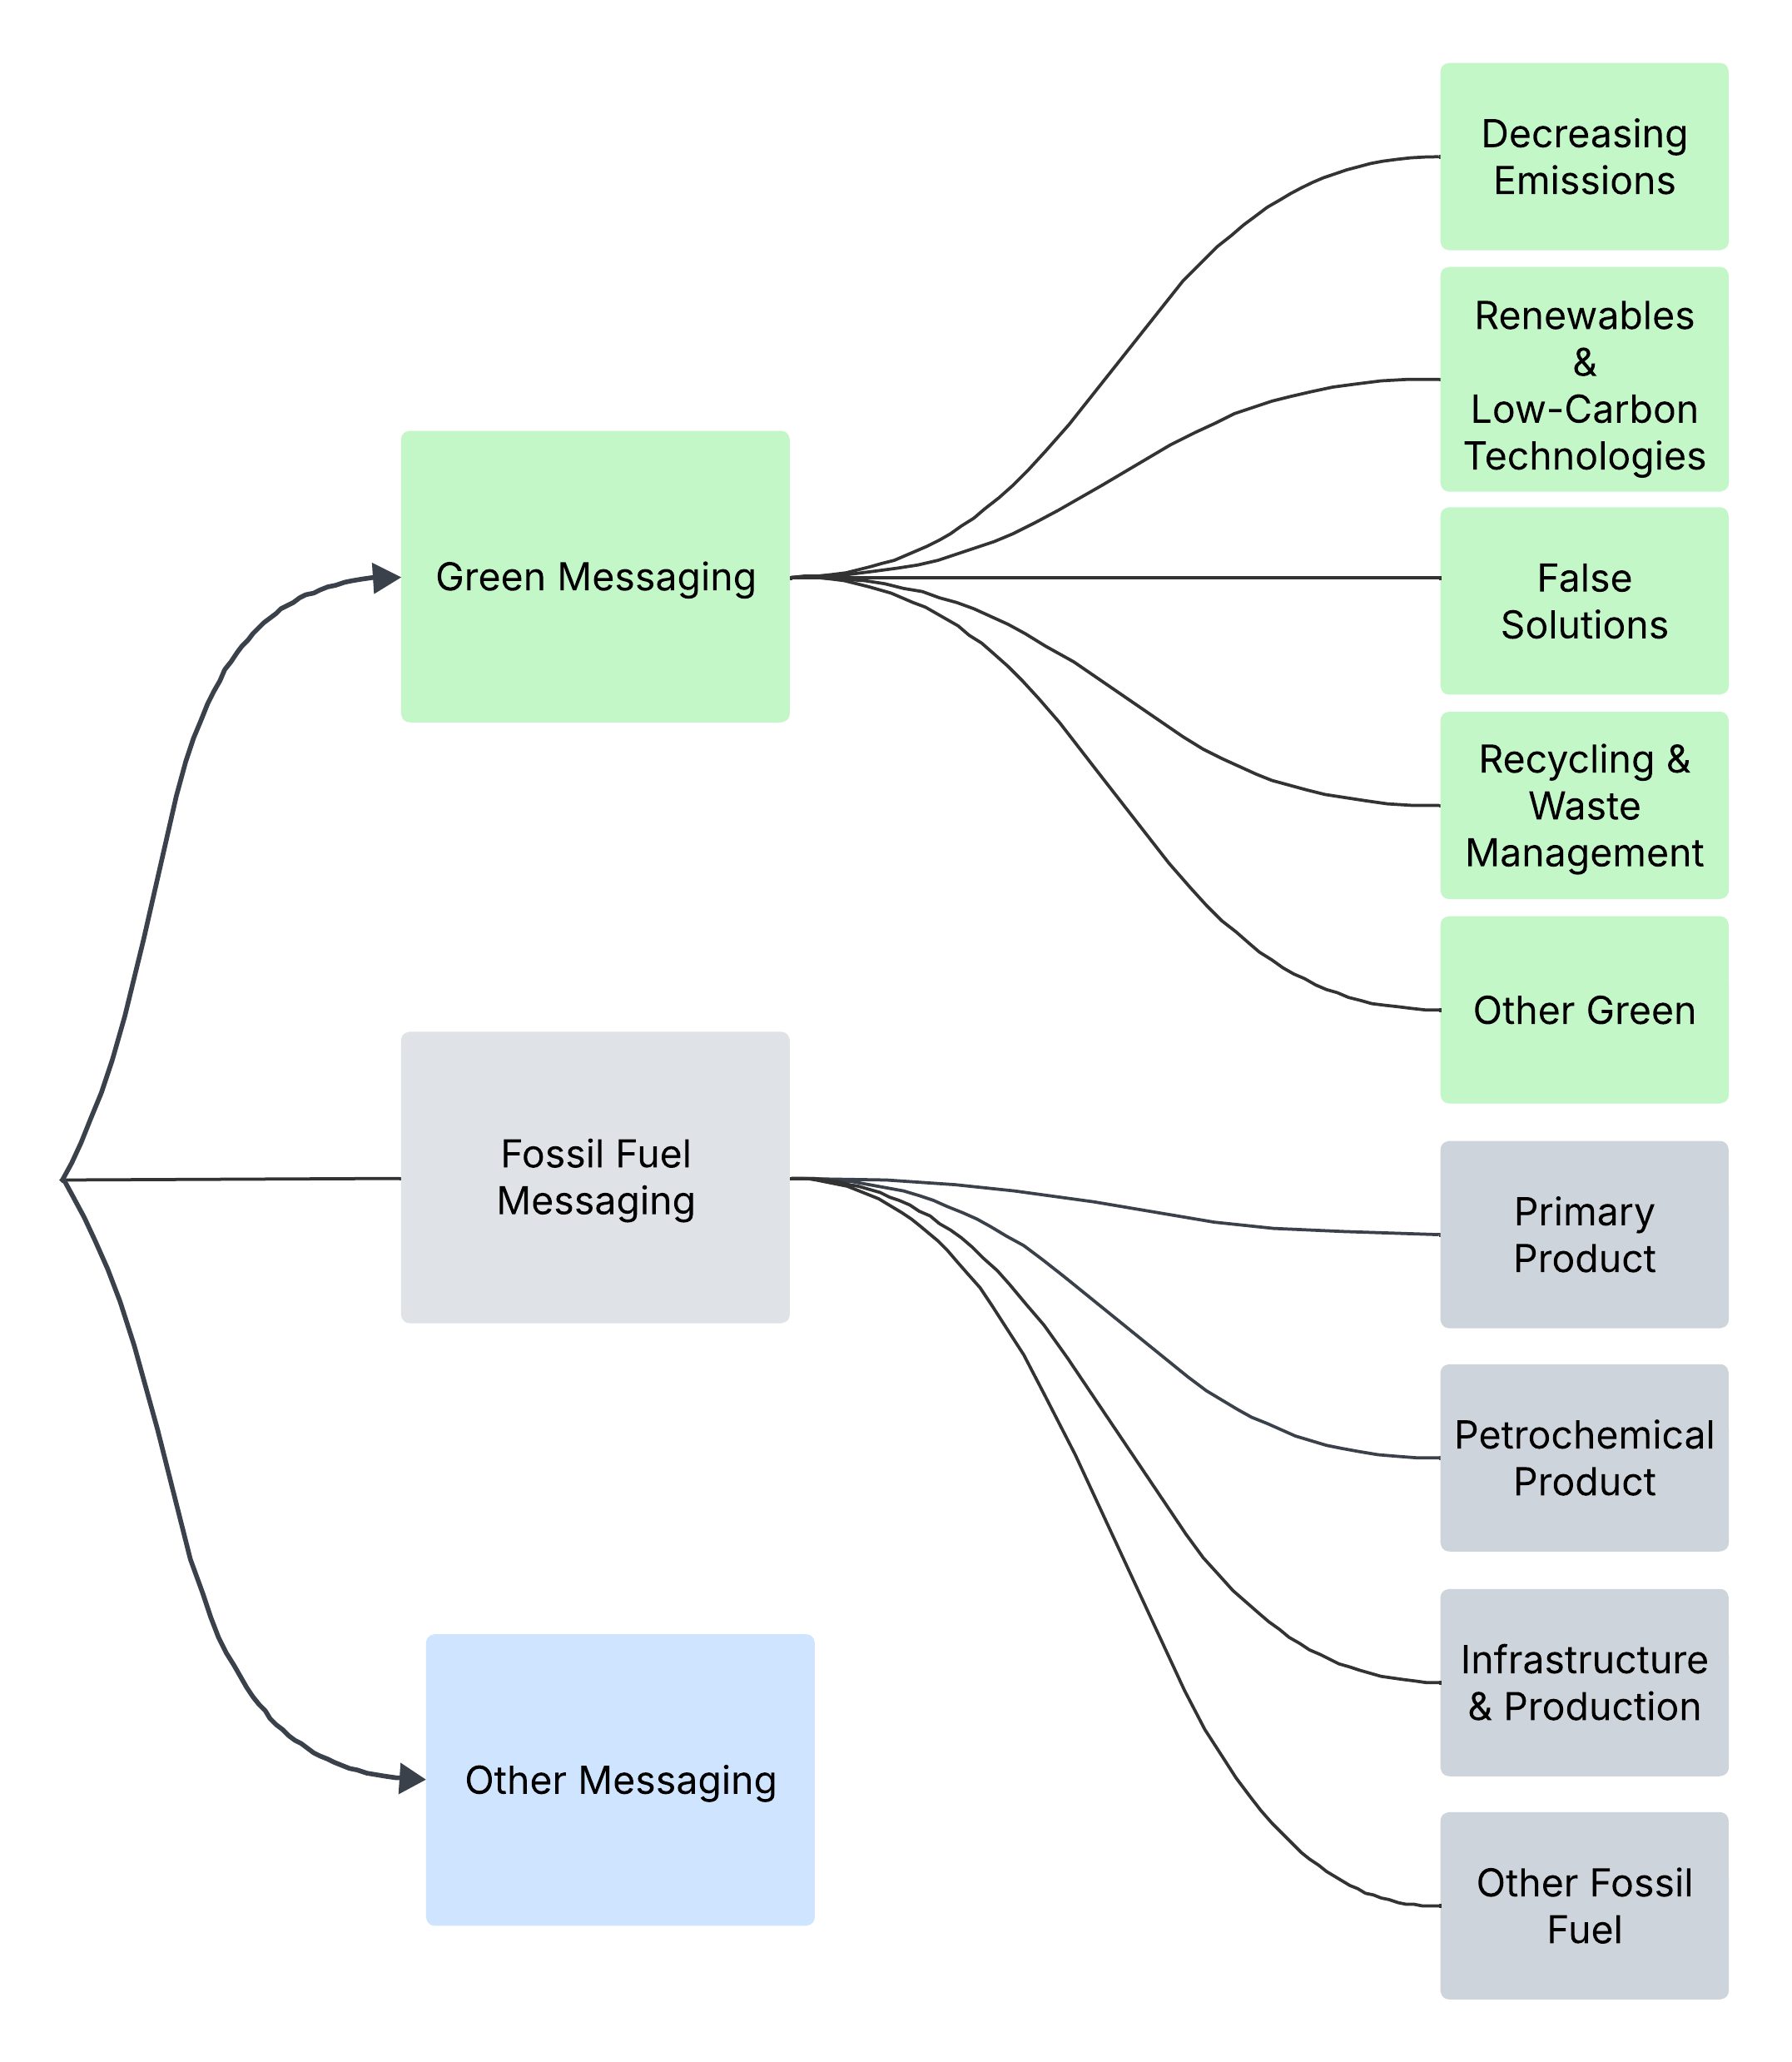 Green Messaging
Decreasing
Emissions
Renewables
&
Low-Carbon
Technologies
False
Solutions
Recycling &
Waste
Management
Other Green
Fossil Fuel
Messaging
Primary
Product
Petrochemical
Product
Infrastructure
& Production
Other Fossil
Fuel
Other Messaging